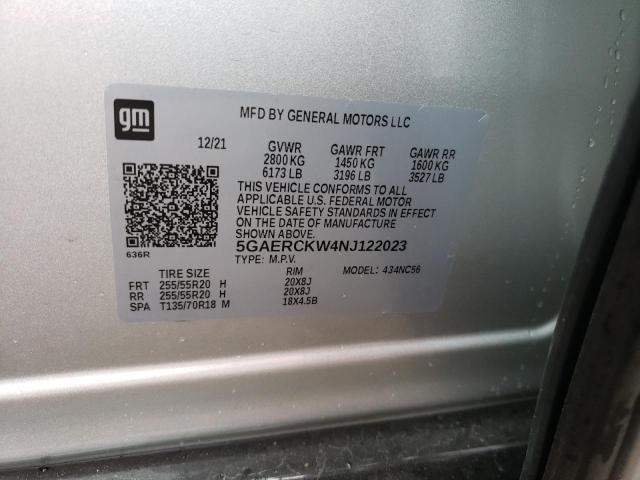 gm
MFD BY GENERAL MOTORS LLC
12/21 GVWR GAWR FRT GAWR RR
2800 KG 1450 KG 1600 KG
6173 LB 3196 LB 3527 LB
THIS VEHICLE CONFORMS TO ALL
APPLICABLE U.S. FEDERAL MOTOR
VEHICLE SAFETY STANDARDS IN EFFECT
ON THE DATE OF MANUFACTURE
SHOWN ABOVE.
636R 5GAERCKW4NJ122023
TYPE: M.P.V. MODEL: 434NC56
TIRE SIZE RIM
FRT 255/55R20 H 20X8J
RR 255/55R20 H 20X8J
SPA T135/70R18 M 18X4.5B